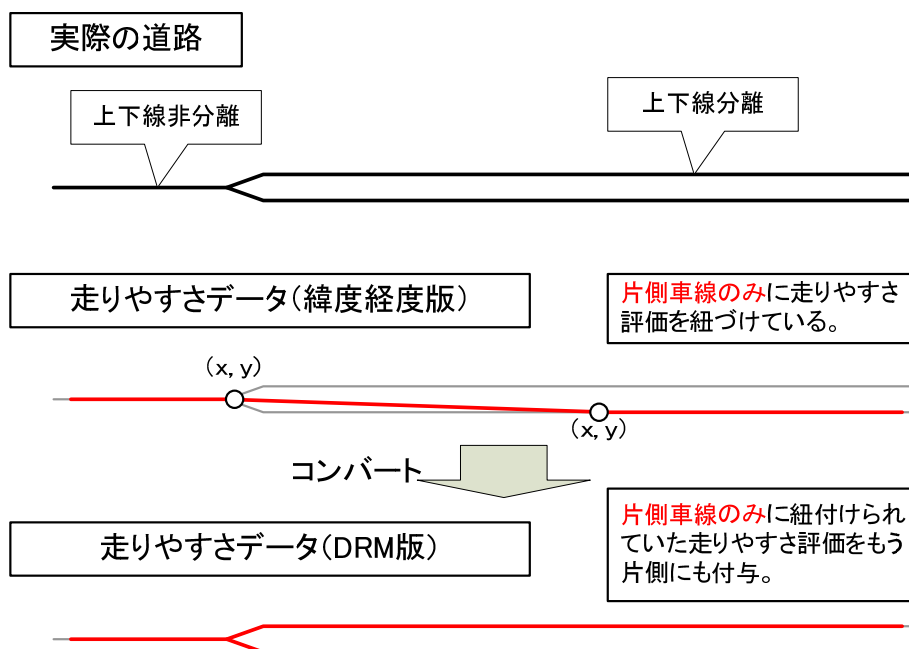 実際の道路
上下線非分離
上下線分離
走りやすさデータ(緯度経度版)
片側車線のみに走りやすさ
評価を紐づけている。
(x, y)
(x, y)
コンバート
走りやすさデータ(DRM版)
片側車線のみに紐付けられ
ていた走りやすさ評価をもう
片側にも付与。